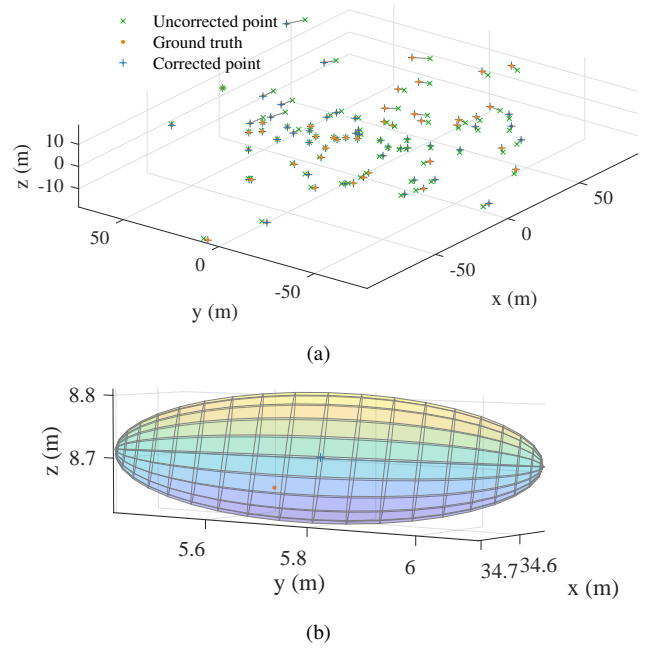 Uncorrected point
Ground truth
Corrected point
10
0
-10
z (m)
50
0
-50
y (m)
-50
0
50
x (m)
(a)
8.8
8.7
z (m)
5.6
5.8
6
y (m)
34.7
34.6
x (m)
(b)